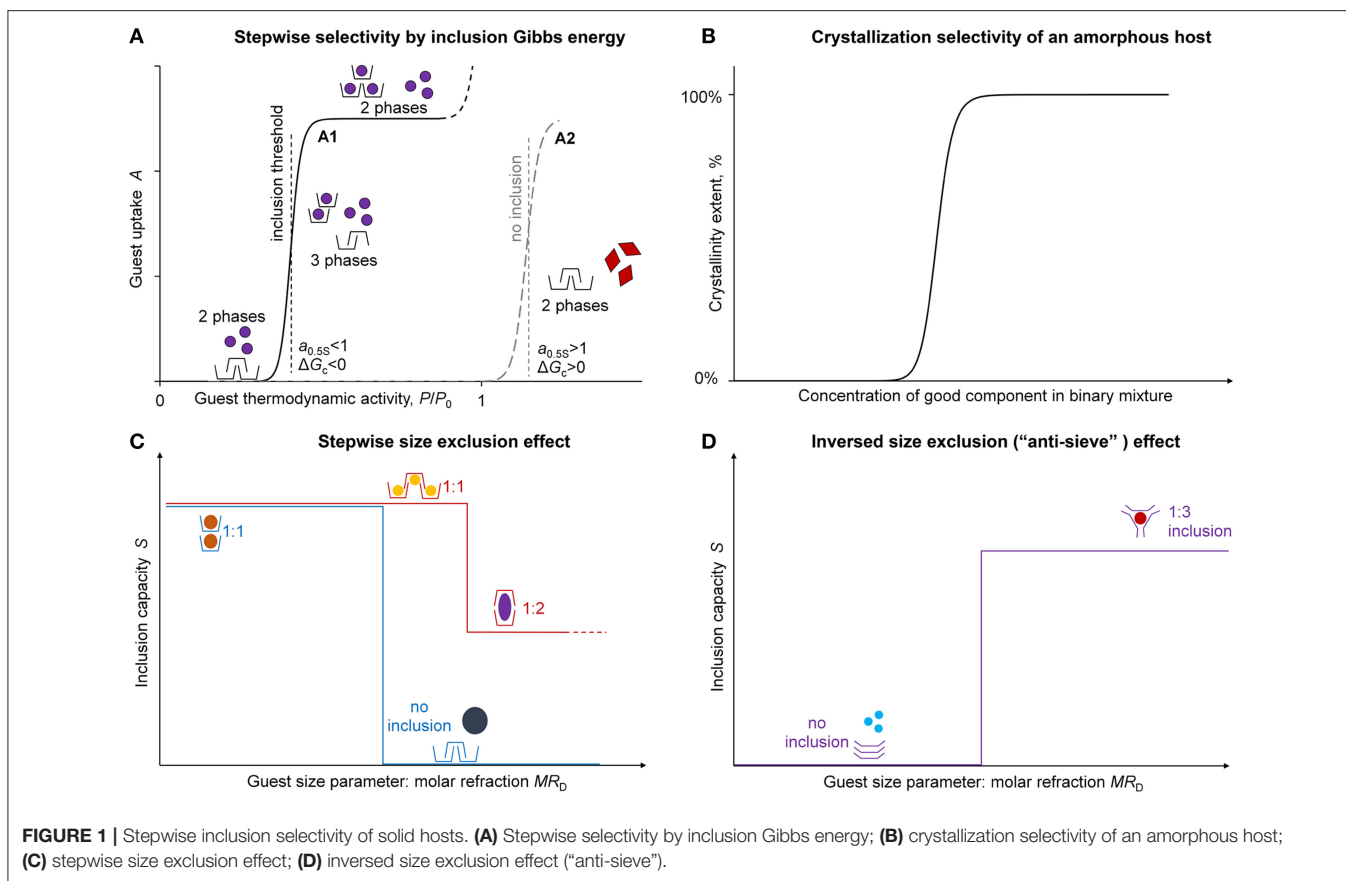 A
Stepwise selectivity by inclusion Gibbs energy
Guest uptake A
inclusion threshold
2 phases
A1
3 phases
2 phases
a0.5S<1
ΔGc<0
no inclusion
A2
2 phases
a0.5S>1
ΔGc>0
0
Guest thermodynamic activity, P/P0
1
B
Crystallization selectivity of an amorphous host
Crystallinity extent, %
100%
0%
Concentration of good component in binary mixture
C
Stepwise size exclusion effect
Inclusion capacity S
1:1
1:1
1:2
no
inclusion
Guest size parameter: molar refraction MRD
D
Inversed size exclusion (“anti-sieve” ) effect
Inclusion capacity S
1:3
inclusion
no
inclusion
Guest size parameter: molar refraction MRD
FIGURE 1 | Stepwise inclusion selectivity of solid hosts. (A) Stepwise selectivity by inclusion Gibbs energy; (B) crystallization selectivity of an amorphous host;
(C) stepwise size exclusion effect; (D) inversed size exclusion effect (“anti-sieve”).